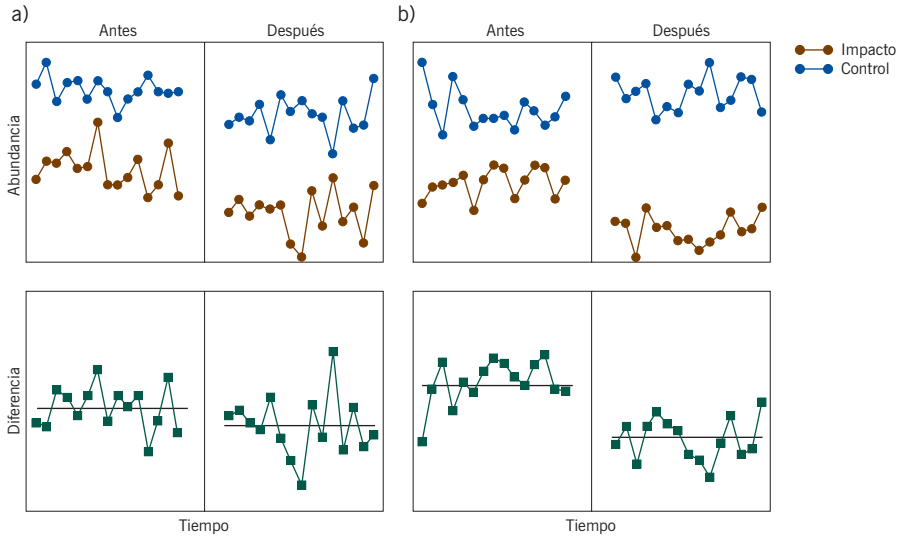 a)
Antes
Después
b)
Antes
Después
Impacto
Control
Abundancia
Diferencia
Tiempo
Tiempo